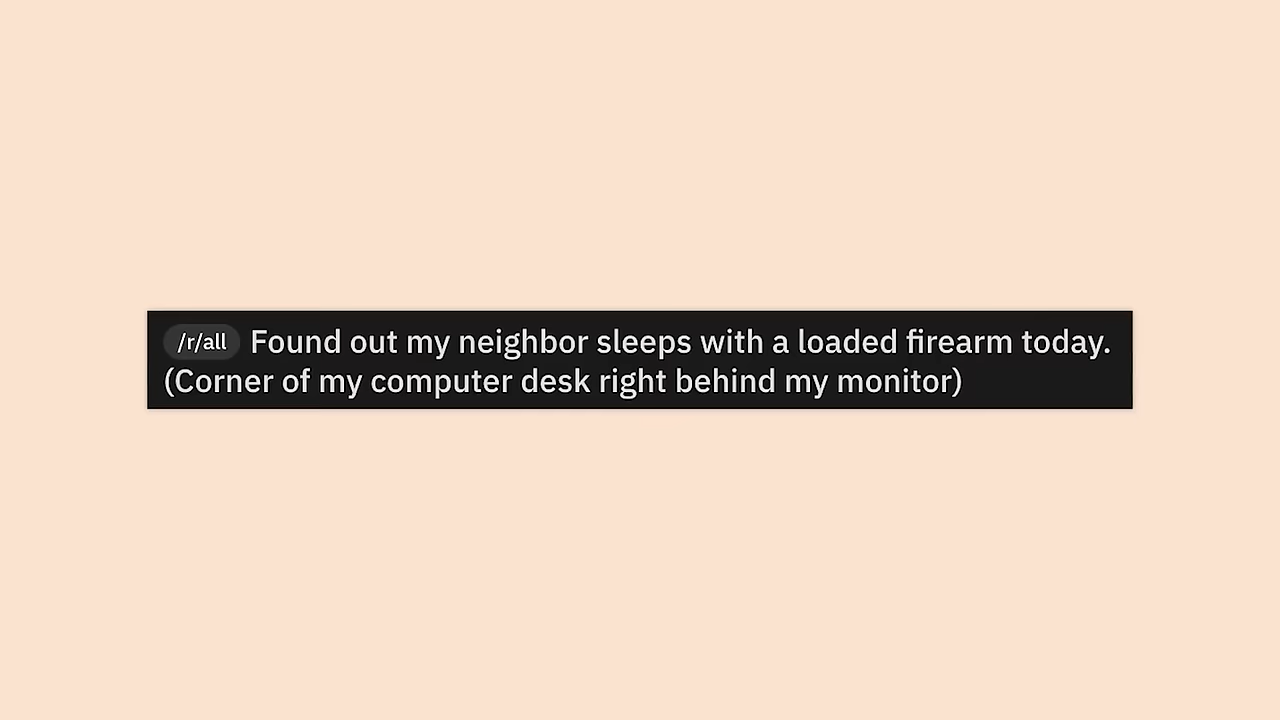 /r/all Found out my neighbor sleeps with a loaded firearm today.
(Corner of my computer desk right behind my monitor)